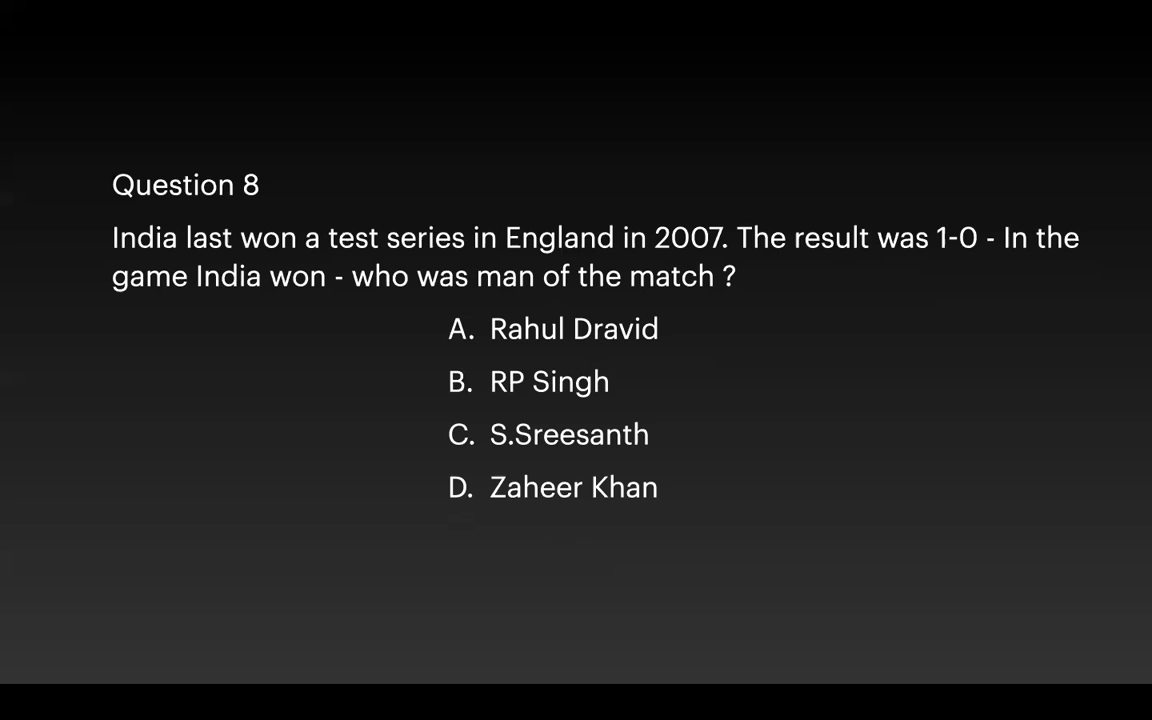 Question 8
India last won a test series in England in 2007. The result was 1-0 - In the
game India won - who was man of the match ?
A. Rahul Dravid
B. RP Singh
C. S.Sreesanth
D. Zaheer Khan